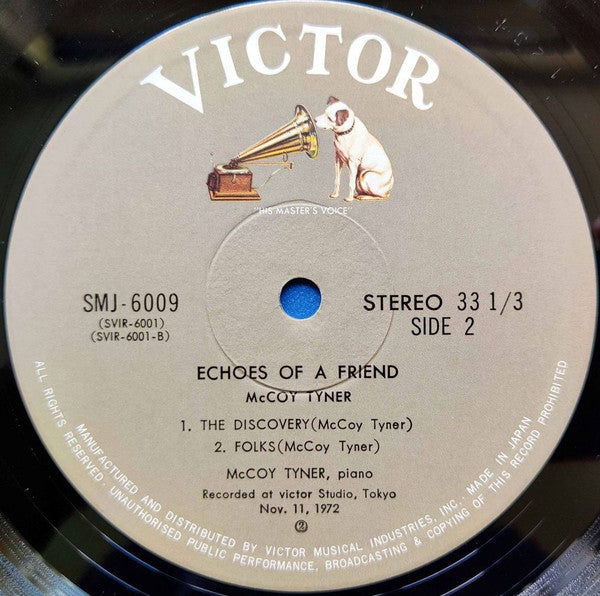 VICTOR
"HIS MASTER'S VOICE"
SMJ-6009
(SVIR-6001)
(SVIR-6001-B)
STEREO 33 1/3
SIDE 2
ECHOES OF A FRIEND
McCOY TYNER
1. THE DISCOVERY(McCoy Tyner)
2. FOLKS(McCoy Tyner)
McCOY TYNER, piano
Recorded at victor Studio, Tokyo
Nov. 11, 1972
②
MANUFACTURED AND DISTRIBUTED BY VICTOR MUSICAL INDUSTRIES, INC. MADE IN JAPAN
ALL RIGHTS RESERVED. UNAUTHORISED PUBLIC PERFORMANCE, BROADCASTING & COPYING OF THIS RECORD PROHIBITED